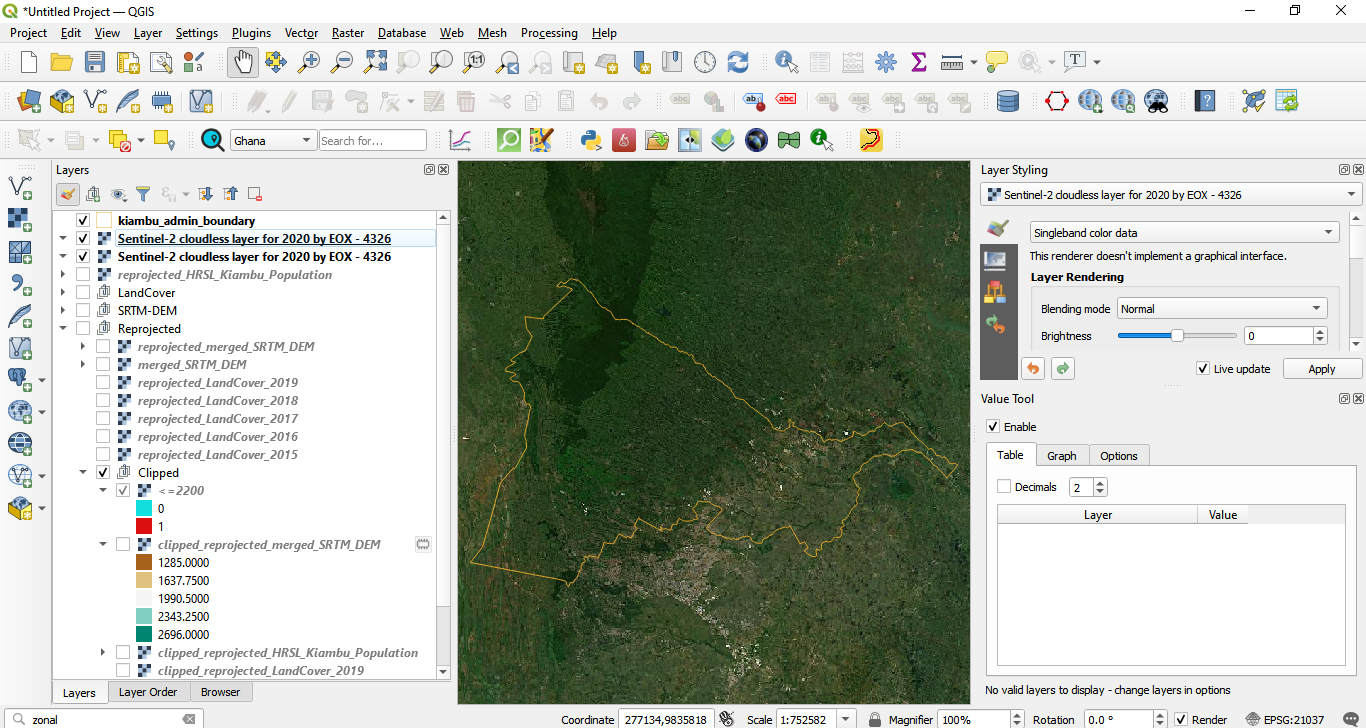 *Untitled Project — QGIS
Project Edit View Layer Settings Plugins Vector Raster Database Web Mesh Processing Help
Ghana Search for...
Layers
kiambu_admin_boundary
Sentinel-2 cloudless layer for 2020 by EOX - 4326
Sentinel-2 cloudless layer for 2020 by EOX - 4326
reprojected_HRSL_Kiambu_Population
LandCover
SRTM-DEM
Reprojected
reprojected_merged_SRTM_DEM
merged_SRTM_DEM
reprojected_LandCover_2019
reprojected_LandCover_2018
reprojected_LandCover_2017
reprojected_LandCover_2016
reprojected_LandCover_2015
Clipped
<=2200
0
1
clipped_reprojected_merged_SRTM_DEM
1285.0000
1637.7500
1990.5000
2343.2500
2696.0000
clipped_reprojected_HRSL_Kiambu_Population
clipped_reprojected_LandCover_2019
Layers Layer Order Browser
Layer Styling
Sentinel-2 cloudless layer for 2020 by EOX - 4326
Singleband color data
This renderer doesn't implement a graphical interface.
Layer Rendering
Blending mode Normal
Brightness 0
Live update Apply
Value Tool
Enable
Table Graph Options
Decimals 2
Layer Value
No valid layers to display - change layers in options
zonal Coordinate 277134,9835818 Scale 1:752582 Magnifier 100% Rotation 0.0 ° Render EPSG:21037